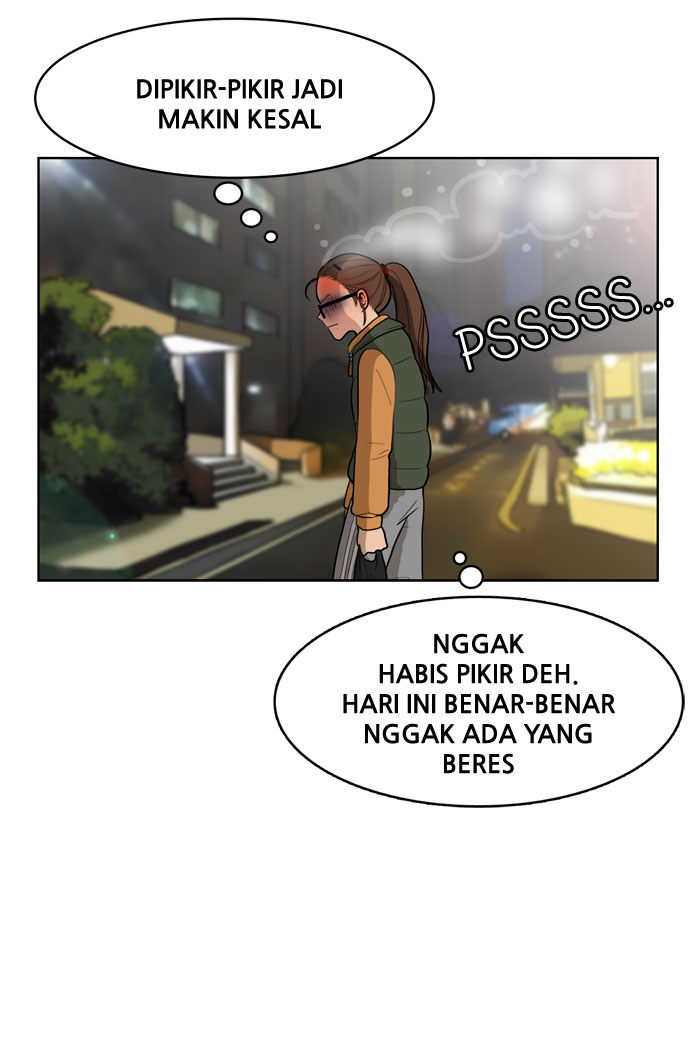 DIPIKIR-PIKIR JADI
MAKIN KESAL
PSSSSS...
NGGAK
HABIS PIKIR DEH.
HARI INI BENAR-BENAR
NGGAK ADA YANG
BERES